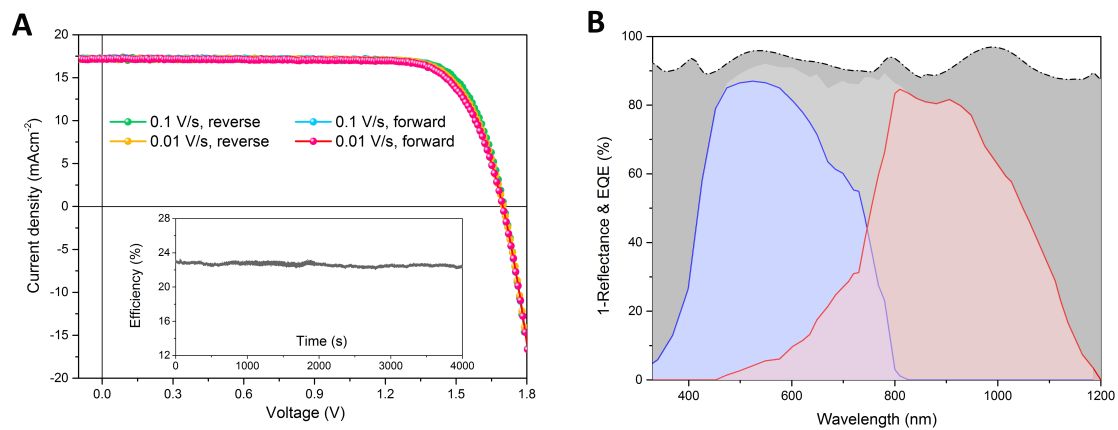 A
20
15
10
5
0
-5
-10
-15
-20
Current density (mAcm⁻²)
0.1 V/s, reverse
0.1 V/s, forward
0.01 V/s, reverse
0.01 V/s, forward
28
24
22
16
12
Efficiency (%)
Time (s)
0 1000 2000 3000 4000
0.0 0.3 0.6 0.9 1.2 1.5 1.8
Voltage (V)
B
100
80
60
40
20
0
1-Reflectance & EQE (%)
400 600 800 1000 1200
Wavelength (nm)